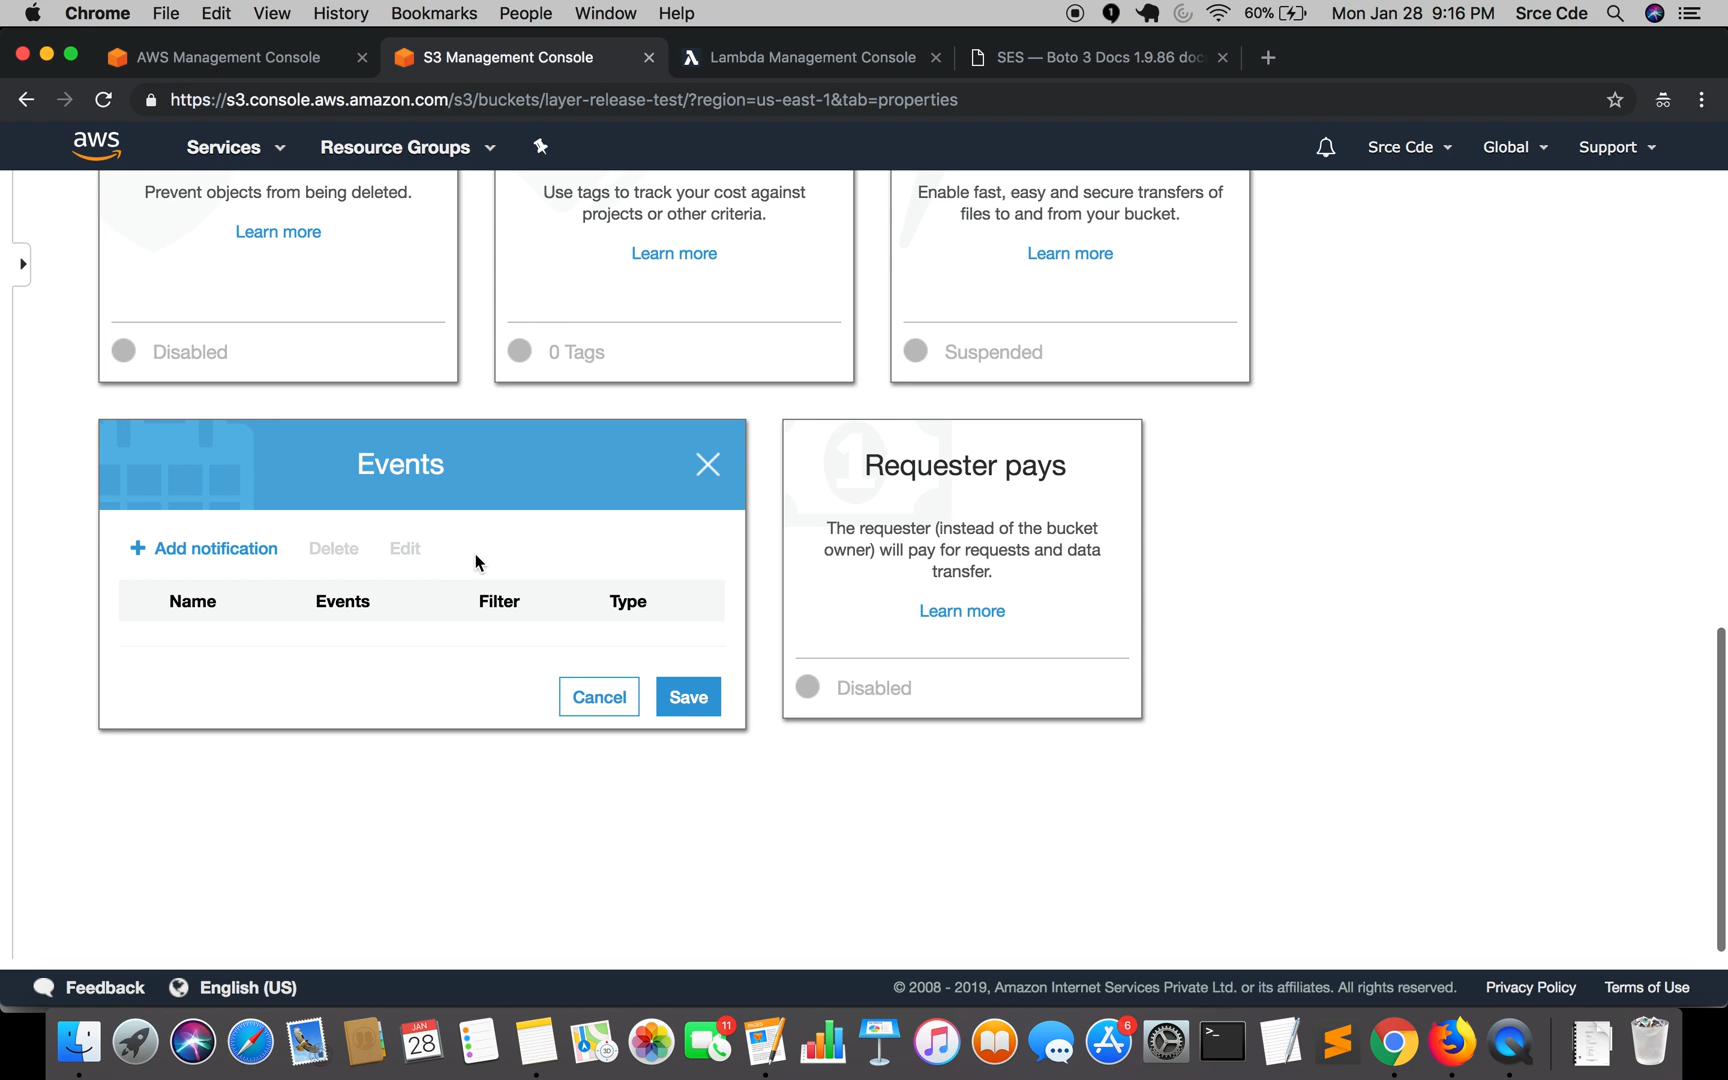 Chrome File Edit View History Bookmarks People Window Help 60% Mon Jan 28 9:16 PM Srce Cde
AWS Management Console S3 Management Console Lambda Management Console SES — Boto 3 Docs 1.9.86 doc
https://s3.console.aws.amazon.com/s3/buckets/layer-release-test/?region=us-east-1&tab=properties
aws Services Resource Groups Srce Cde Global Support
Prevent objects from being deleted.
Learn more
Disabled
Use tags to track your cost against
projects or other criteria.
Learn more
0 Tags
Enable fast, easy and secure transfers of
files to and from your bucket.
Learn more
Suspended
Events
+ Add notification Delete Edit
Name Events Filter Type
Cancel Save
Requester pays
The requester (instead of the bucket
owner) will pay for requests and data
transfer.
Learn more
Disabled
Feedback English (US) © 2008 - 2019, Amazon Internet Services Private Ltd. or its affiliates. All rights reserved. Privacy Policy Terms of Use
JAN
28
11
6